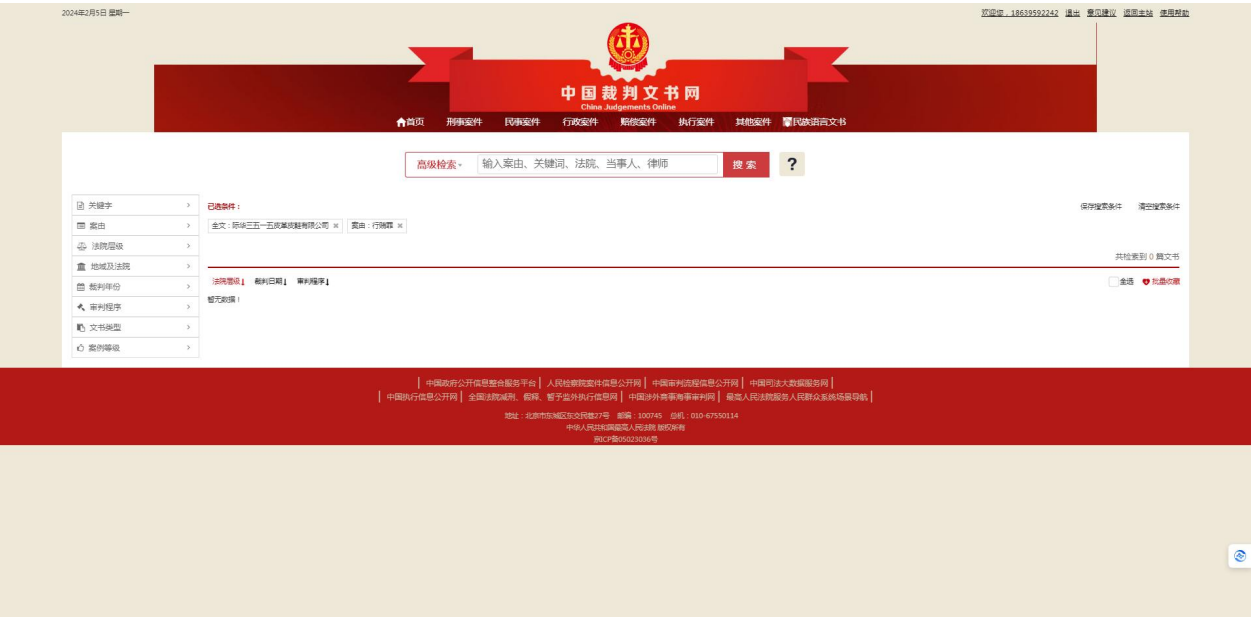 2024年2月5日 星期一
欢迎您，18639592242 退出 意见建议 返回主站 使用帮助
中国裁判文书网
China Judgements Online
首页 刑事案件 民事案件 行政案件 赔偿案件 执行案件 其他案件 民族语言文书
高级检索 输入案由、关键词、法院、当事人、律师 搜 索 ?
关键字
案由
法院层级
地域及法院
裁判年份
审判程序
文书类型
案例等级
已选条件：
保存搜索条件 清空搜索条件
全文：际华三五一五皮革皮鞋有限公司 案由：行贿罪
共检索到 0 篇文书
法院层级 裁判日期 审判程序
全选 批量收藏
暂无数据！
中国政府公开信息整合服务平台 | 人民检察院案件信息公开网 | 中国审判流程信息公开网 | 中国司法大数据服务网 |
中国执行信息公开网 | 全国法院减刑、假释、暂予监外执行信息网 | 中国涉外商事海事审判网 | 最高人民法院服务人民群众系统场景导航 |
地址：北京市东城区东交民巷27号 邮编：100745 总机：010-67550114
中华人民共和国最高人民法院 版权所有
京ICP备05023036号